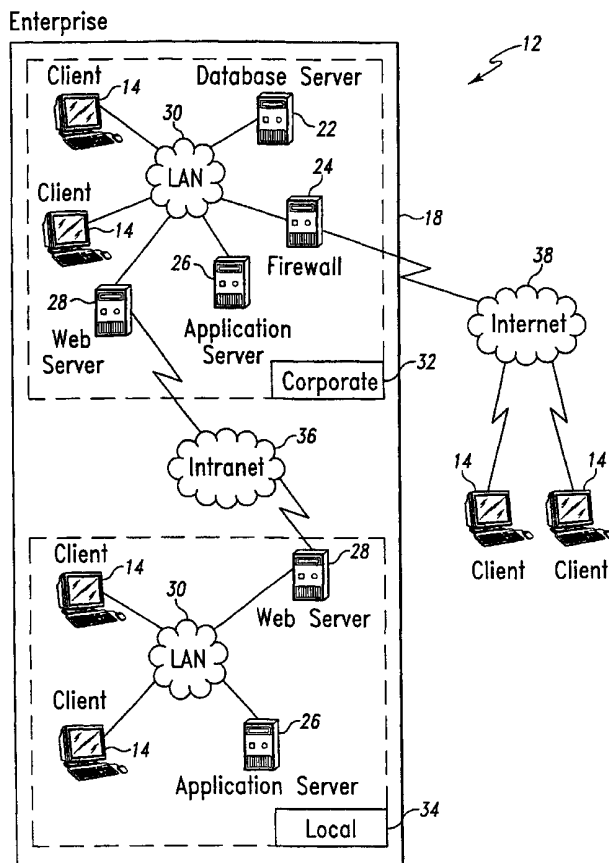 Enterprise
12
Client
14
Database Server
22
30
LAN
24
Client
14
Firewall
18
26
28
Application
Server
Web
Server
38
Internet
Corporate
32
36
Intranet
14
14
Client
Client
Client
14
28
30
Web Server
LAN
Client
14
26
Application Server
Local
34